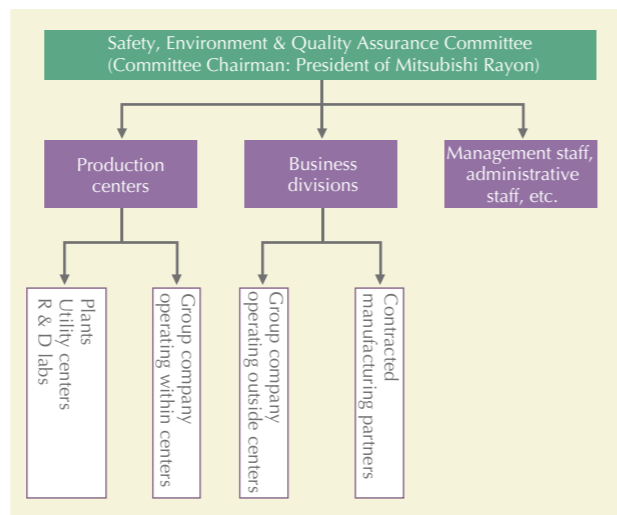 Safety, Environment & Quality Assurance Committee
(Committee Chairman: President of Mitsubishi Rayon)
Production
centers
Business
divisions
Management staff,
administrative
staff, etc.
Plants
Utility centers
R & D labs
Group company
operating within centers
Group company
operating outside centers
Contracted
manufacturing partners